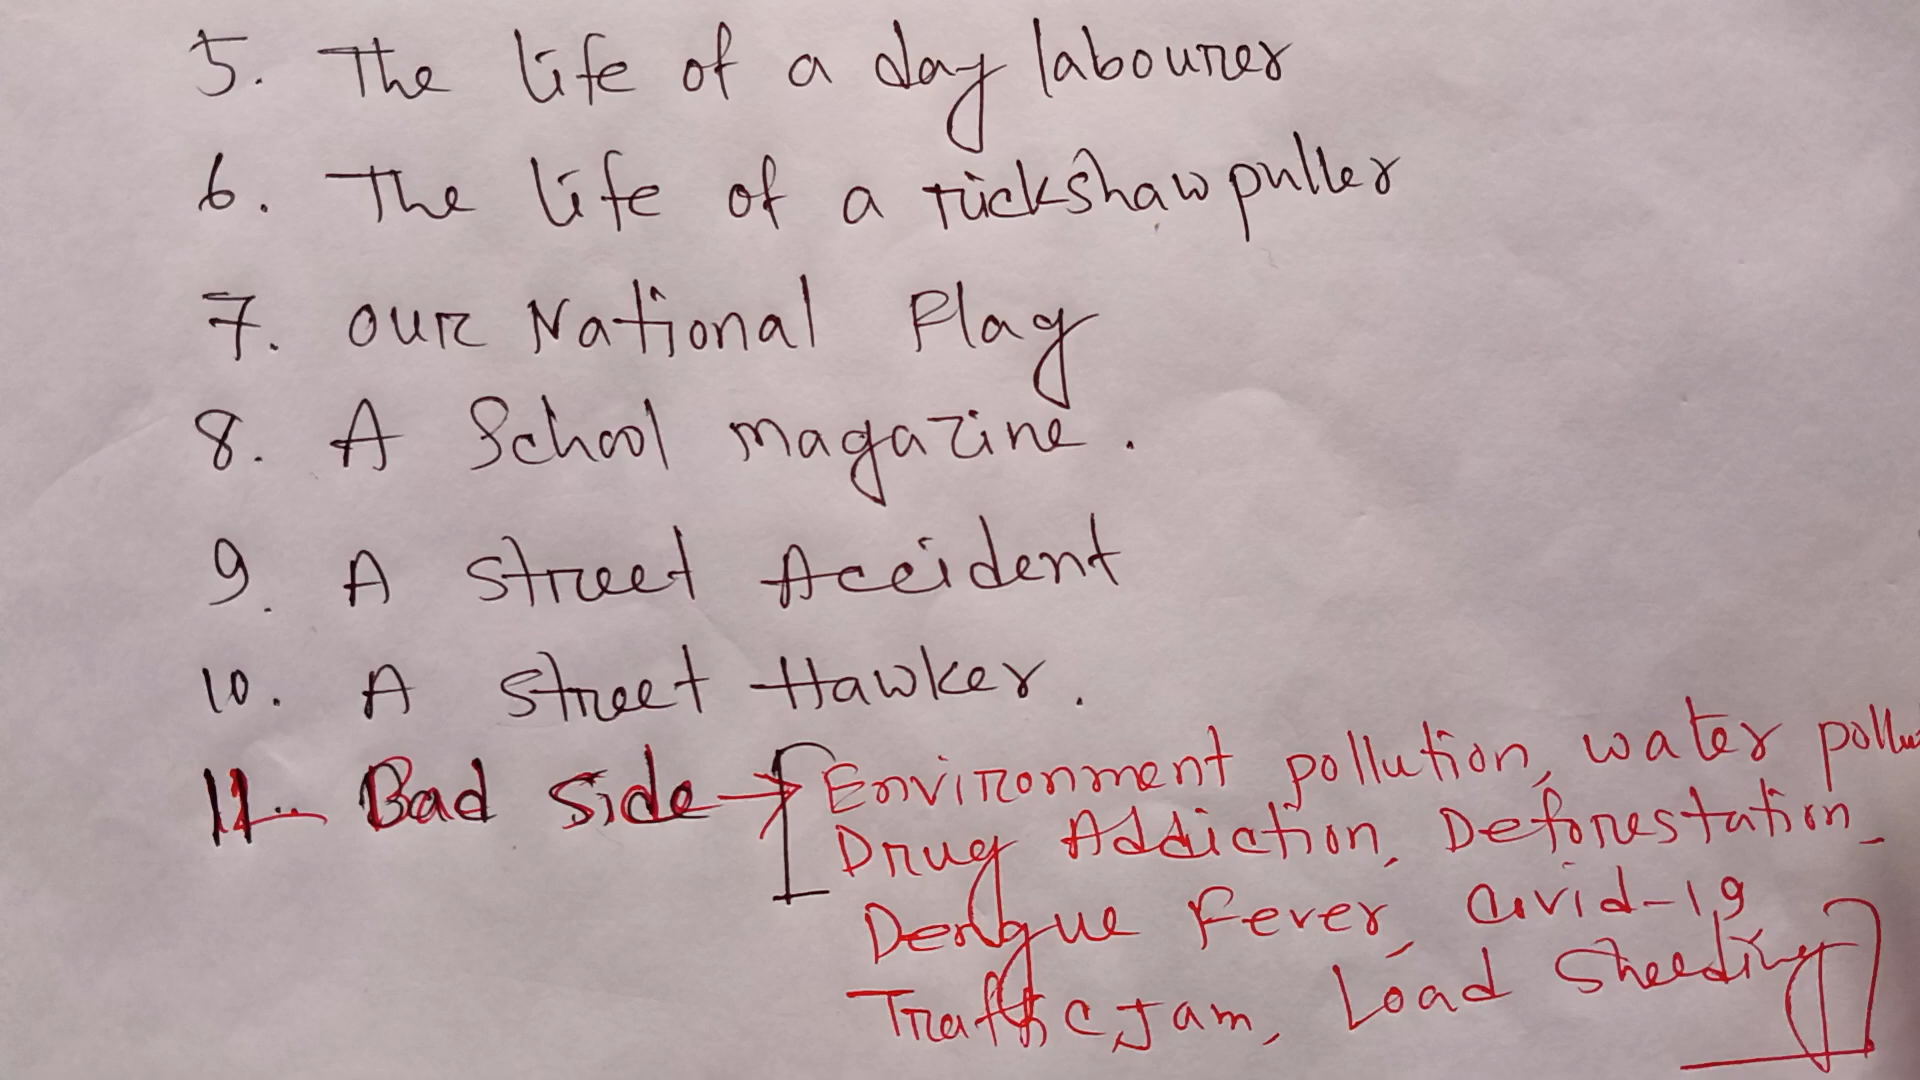 5. The life of a day labourer
6. The life of a rickshaw puller
7. Our National Flag
8. A School magazine.
9. A street Accident
10. A street Hawker.
11. Bad side → [Environment pollution, water pollu
Drug Addiction, Deforestation,
Dengue Fever, Covid-19
Traffic Jam, Load Sheeding]